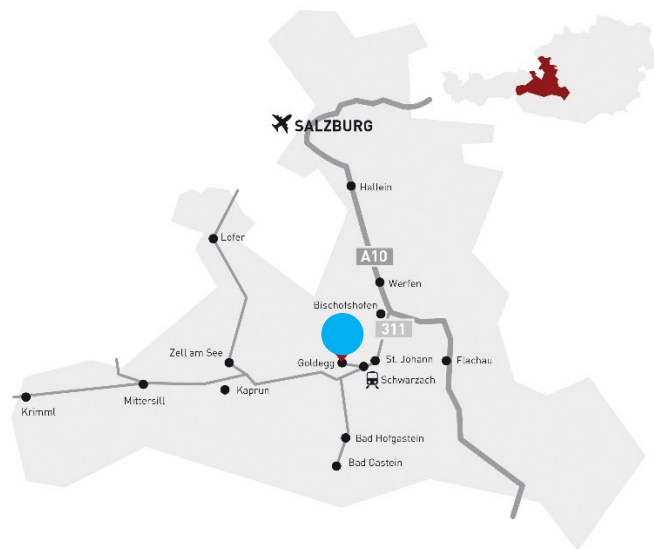 SALZBURG
Hallein
Lofer
A10
Werfen
Bischofshofen
311
Zell am See
Goldegg
St. Johann
Flachau
Schwarzach
Kaprun
Mittersill
Krimml
Bad Hofgastein
Bad Gastein